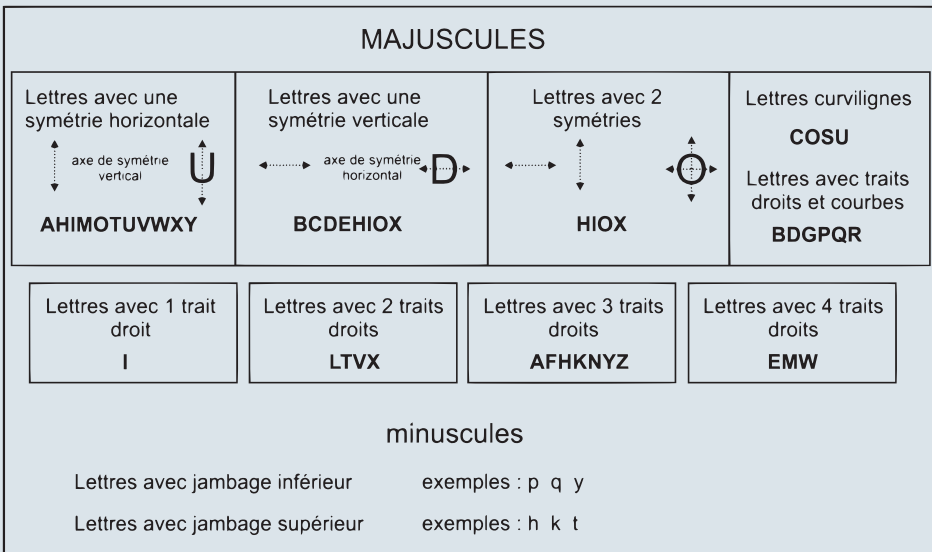 MAJUSCULES
Lettres avec une
symétrie horizontale
axe de symétrie
vertical
U
AHIMOTUVWXY
Lettres avec une
symétrie verticale
axe de symétrie
horizontal
D
BCDEHIOX
Lettres avec 2
symétries
O
HIOX
Lettres curvilignes
COSU
Lettres avec traits
droits et courbes
BDGPQR
Lettres avec 1 trait
droit
I
Lettres avec 2 traits
droits
LTVX
Lettres avec 3 traits
droits
AFHKNYZ
Lettres avec 4 traits
droits
EMW
minuscules
Lettres avec jambage inférieur exemples : p q y
Lettres avec jambage supérieur exemples : h k t